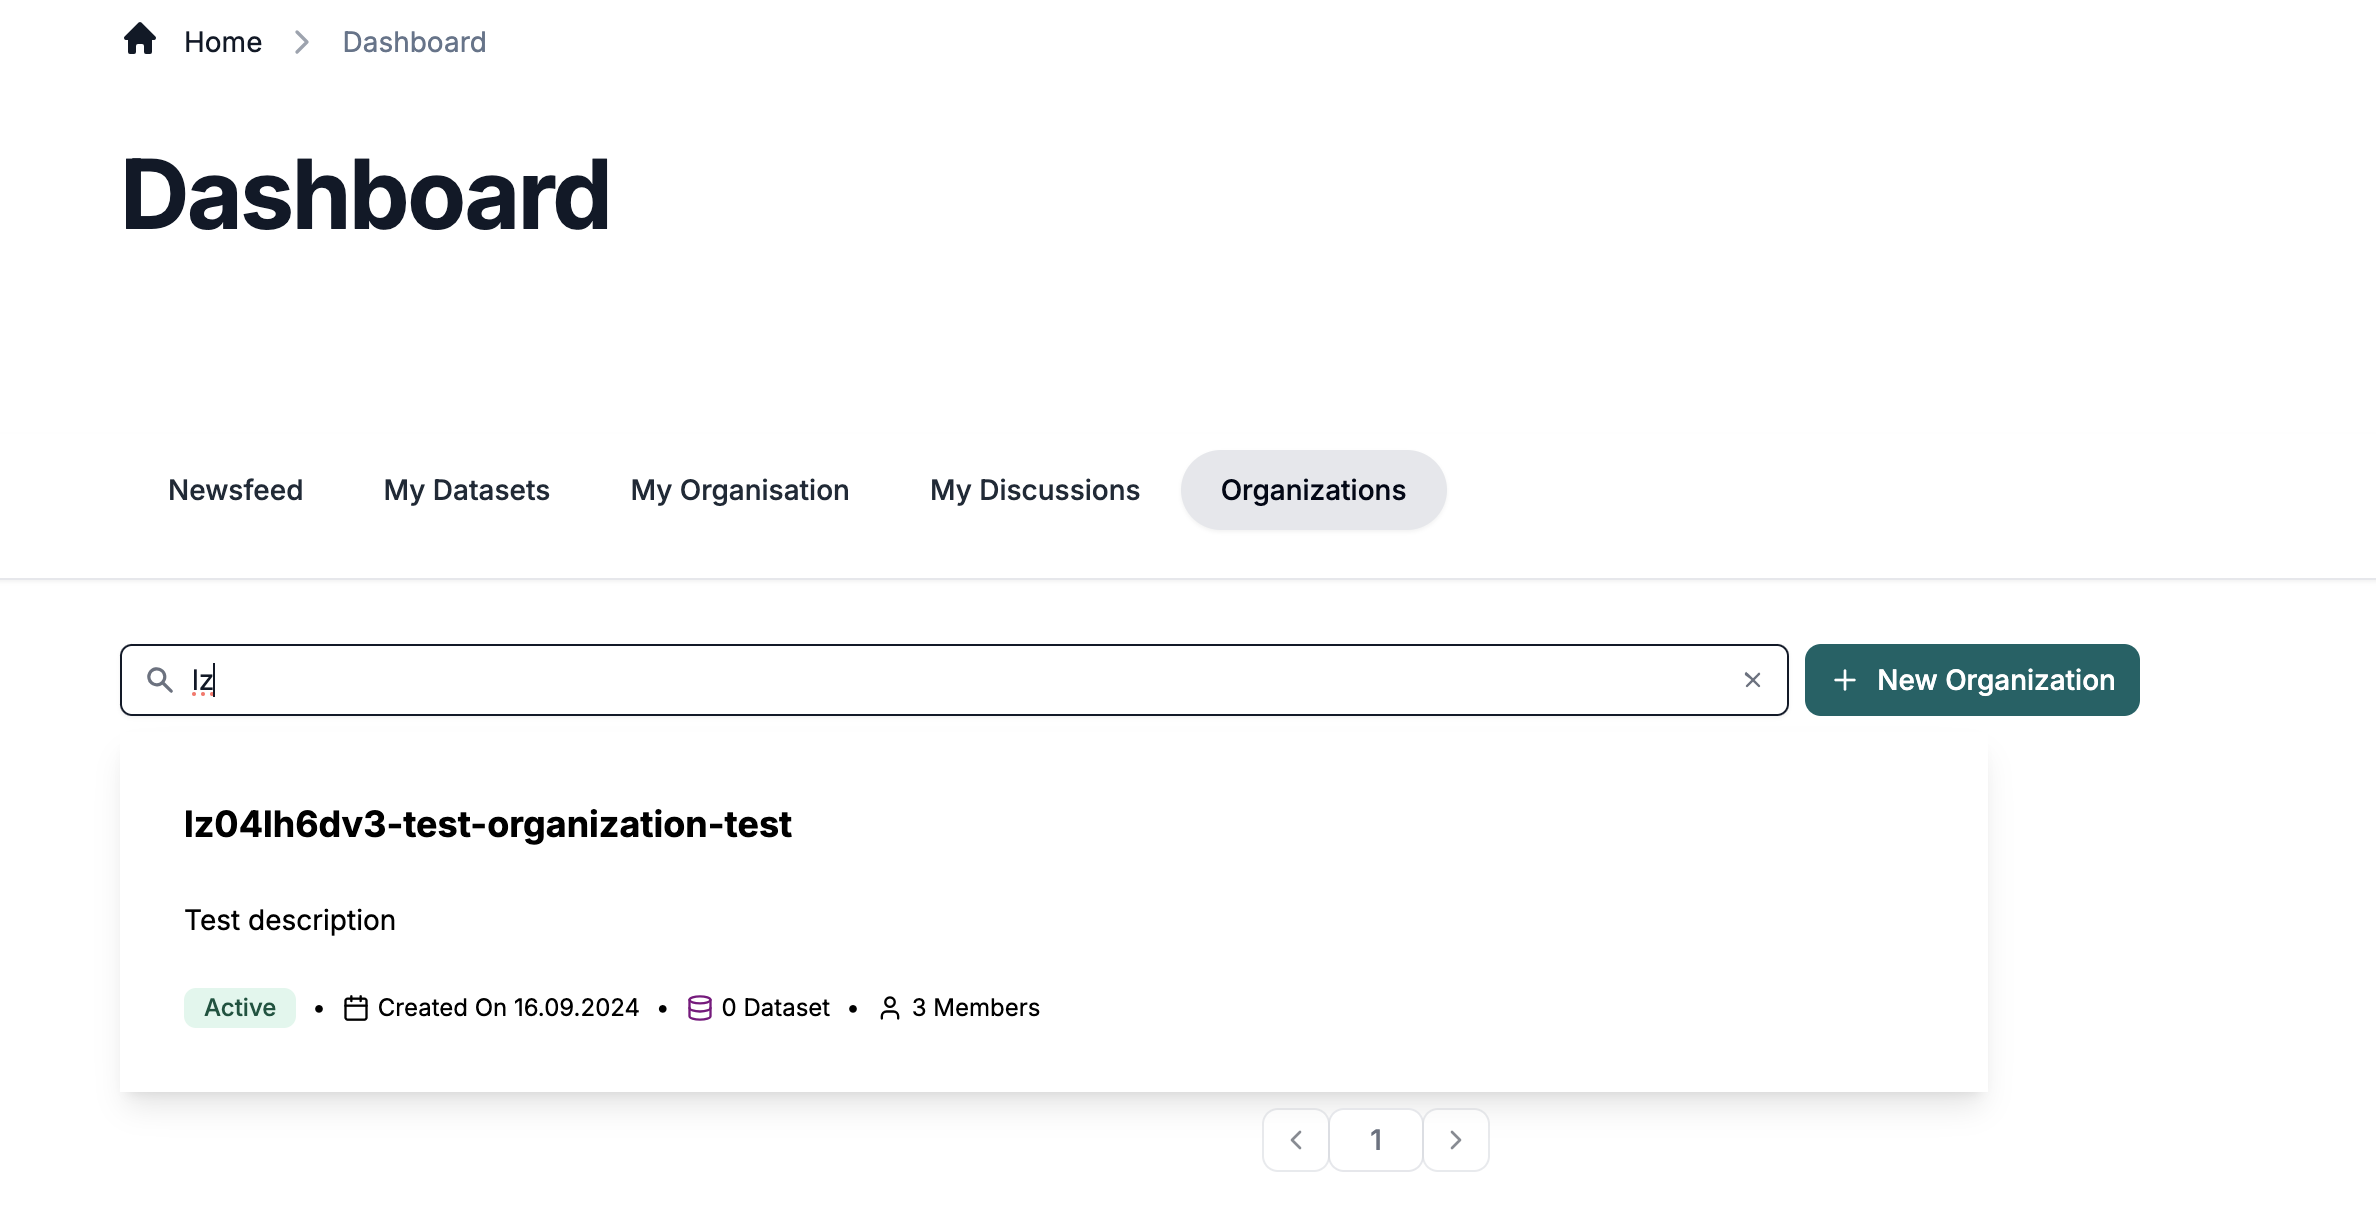 Home > Dashboard
Dashboard
Newsfeed My Datasets My Organisation My Discussions Organizations
lz
+ New Organization
lz04lh6dv3-test-organization-test
Test description
Active • Created On 16.09.2024 • 0 Dataset • 3 Members
1